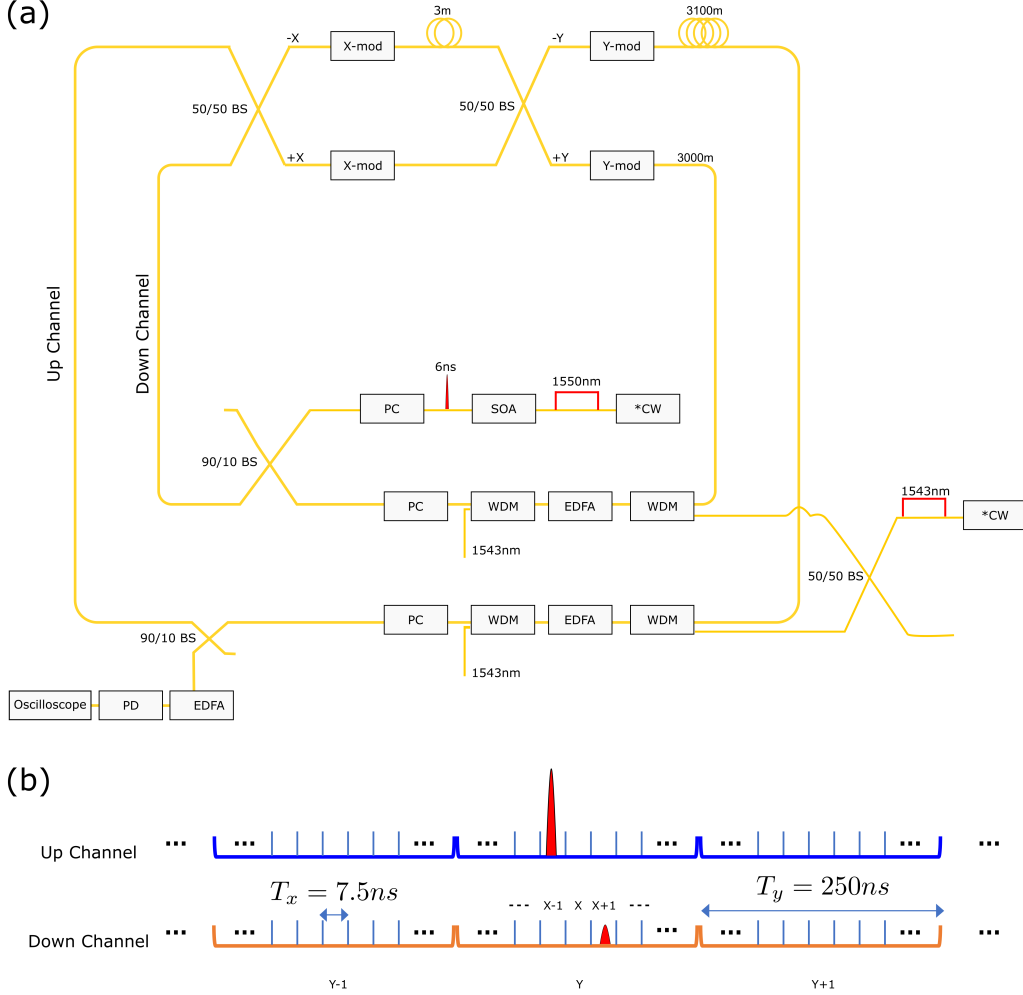 (a)
3m
3100m
-X
X-mod
-Y
Y-mod
50/50 BS
50/50 BS
+X
X-mod
+Y
Y-mod
3000m
Up Channel
Down Channel
6ns
1550nm
PC
SOA
*CW
90/10 BS
1543nm
PC
WDM
EDFA
WDM
*CW
1543nm
50/50 BS
PC
WDM
EDFA
WDM
90/10 BS
1543nm
Oscilloscope
PD
EDFA
(b)
... ... ... ... ... ... ... ...
Up Channel
Tx = 7.5ns
Ty = 250ns
--- X-1 X X+1 ---
... ... ... ... ... ... ... ...
Down Channel
Y-1
Y
Y+1